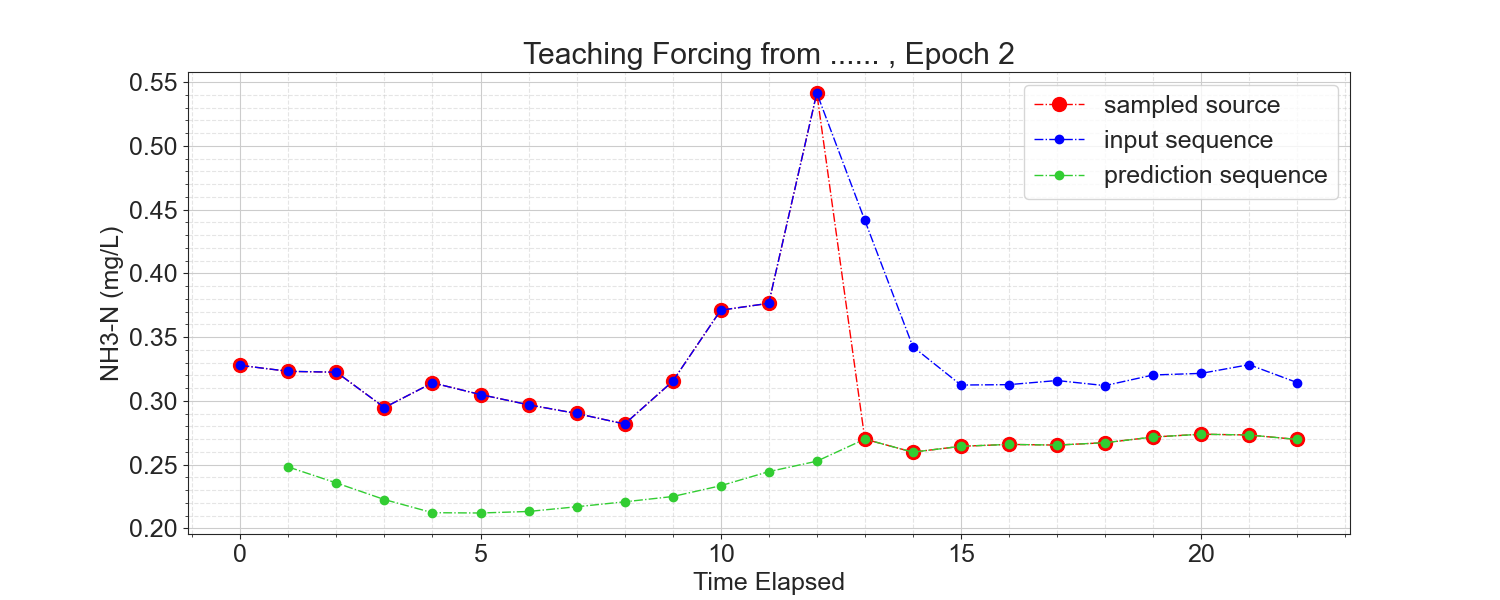 Teaching Forcing from ...... , Epoch 2
sampled source
input sequence
prediction sequence
NH3-N (mg/L)
0.55
0.50
0.45
0.40
0.35
0.30
0.25
0.20
0 5 10 15 20
Time Elapsed